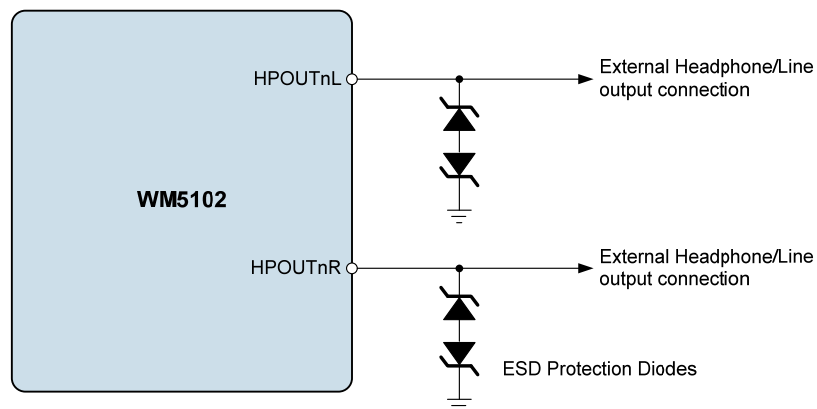 HPOUTnL
External Headphone/Line
output connection
WM5102
HPOUTnR
External Headphone/Line
output connection
ESD Protection Diodes